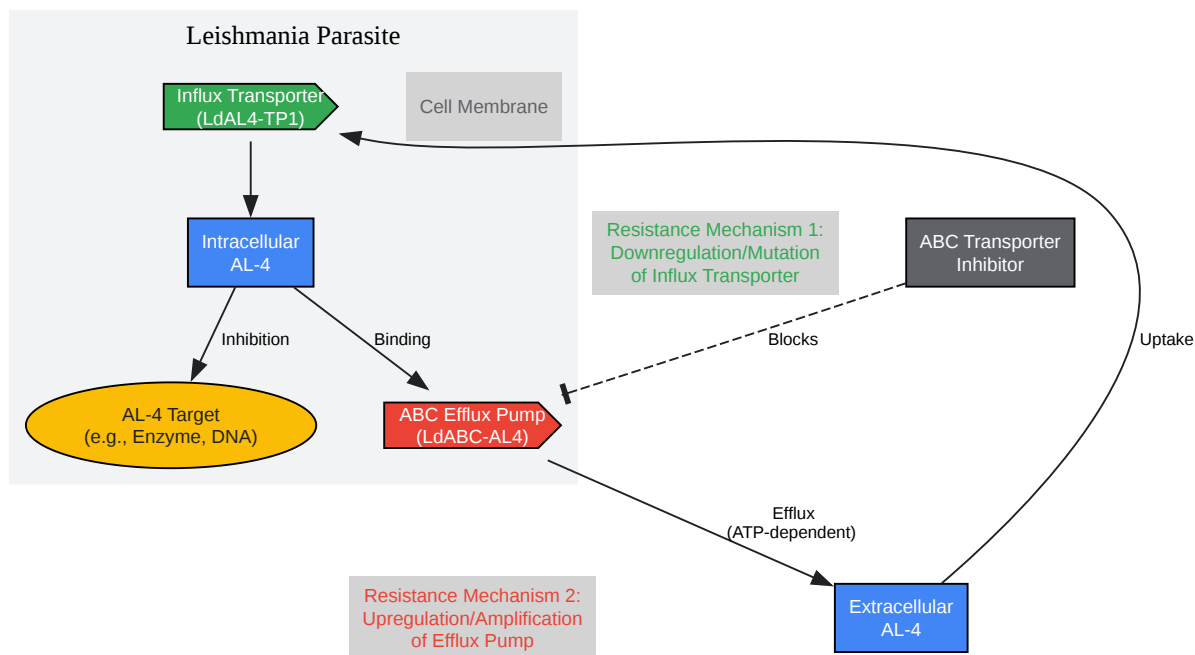 Leishmania Parasite
Influx Transporter
(LdAL4-TP1)
Cell Membrane
Intracellular
AL-4
Resistance Mechanism 1:
Downregulation/Mutation
of Influx Transporter
ABC Transporter
Inhibitor
Inhibition
Binding
Blocks
Uptake
AL-4 Target
(e.g., Enzyme, DNA)
ABC Efflux Pump
(LdABC-AL4)
Efflux
(ATP-dependent)
Resistance Mechanism 2:
Upregulation/Amplification
of Efflux Pump
Extracellular
AL-4